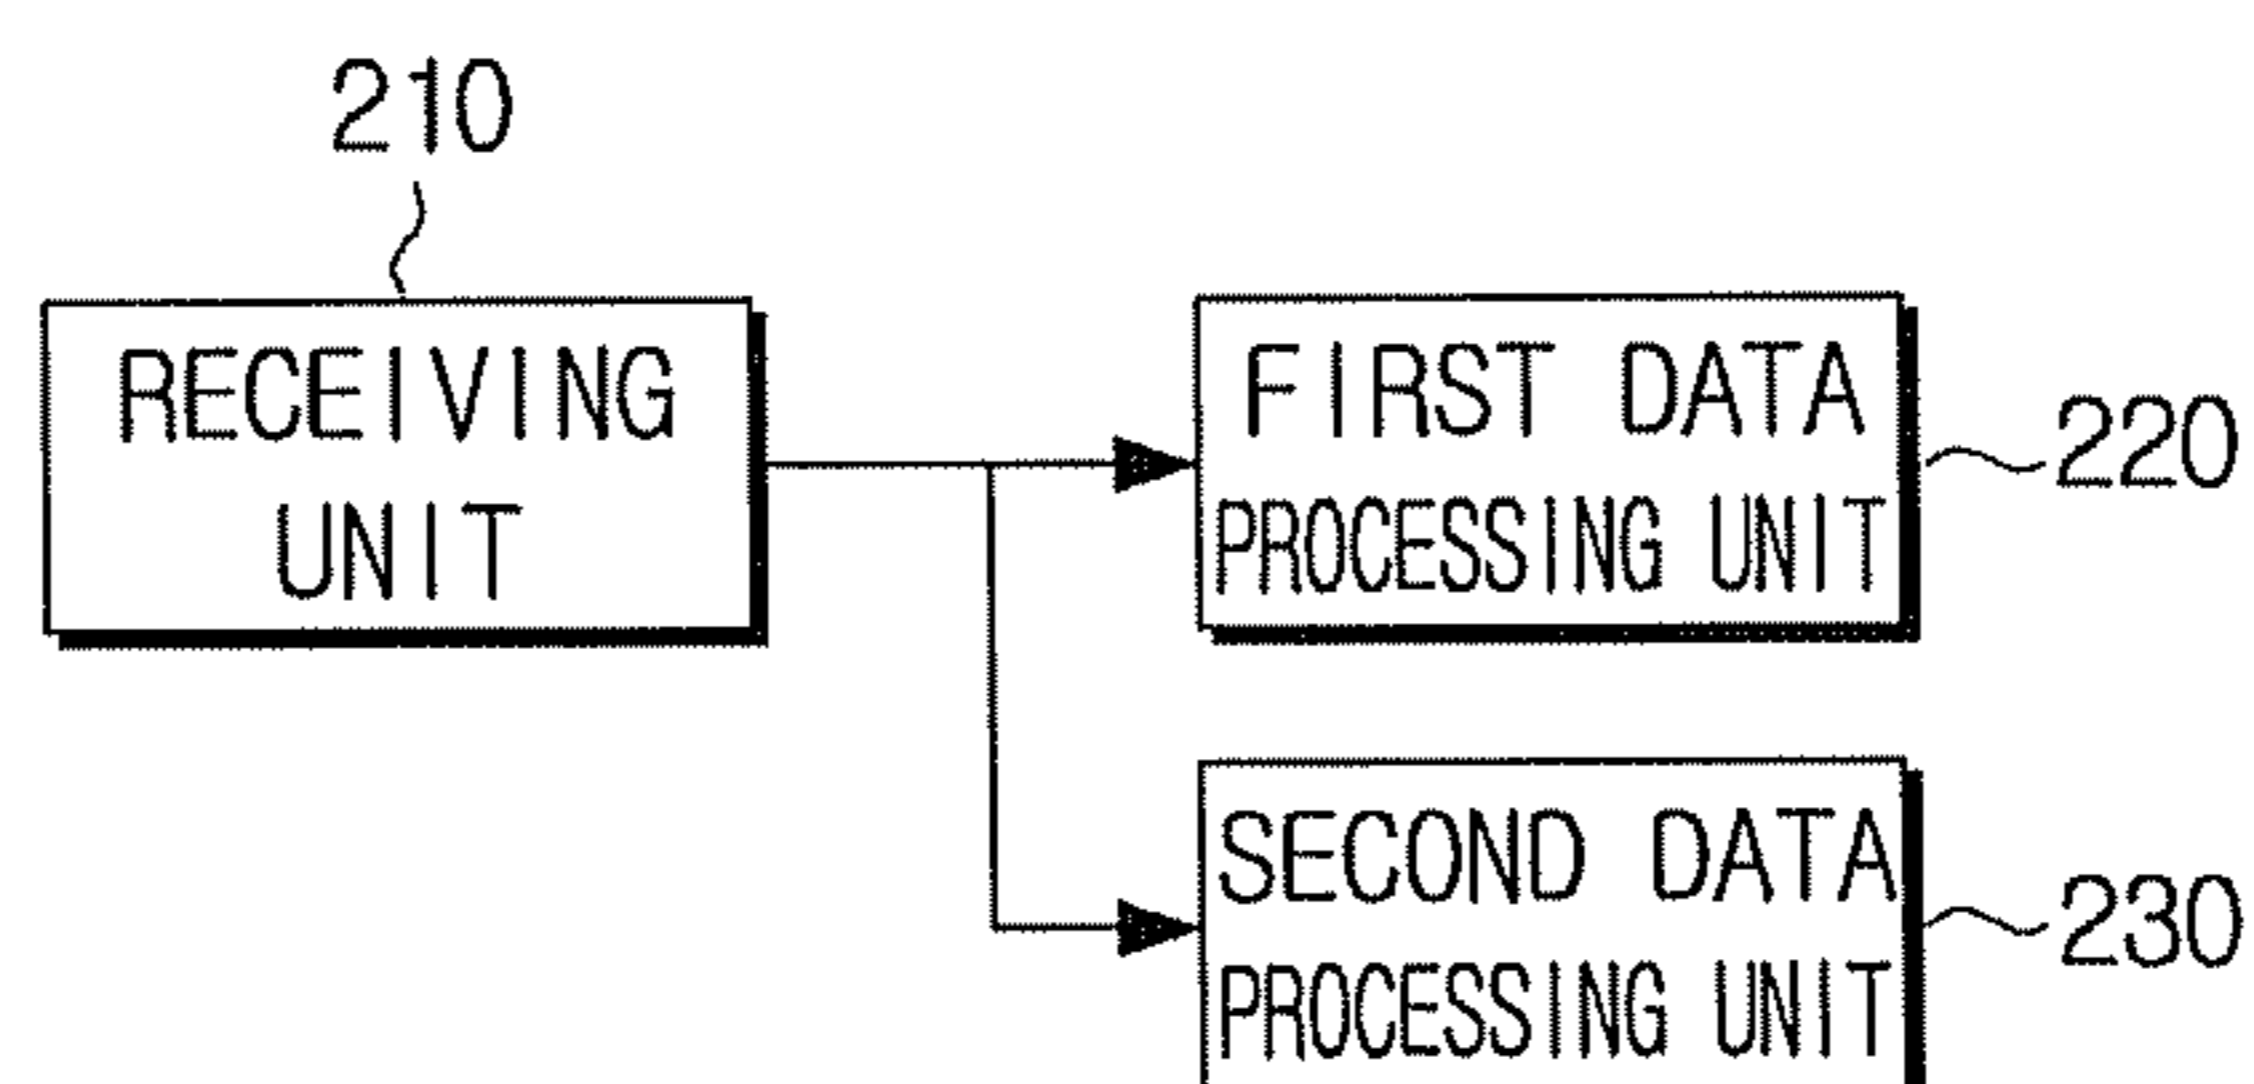 210
RECEIVING
UNIT
FIRST DATA
PROCESSING UNIT
220
SECOND DATA
PROCESSING UNIT
230